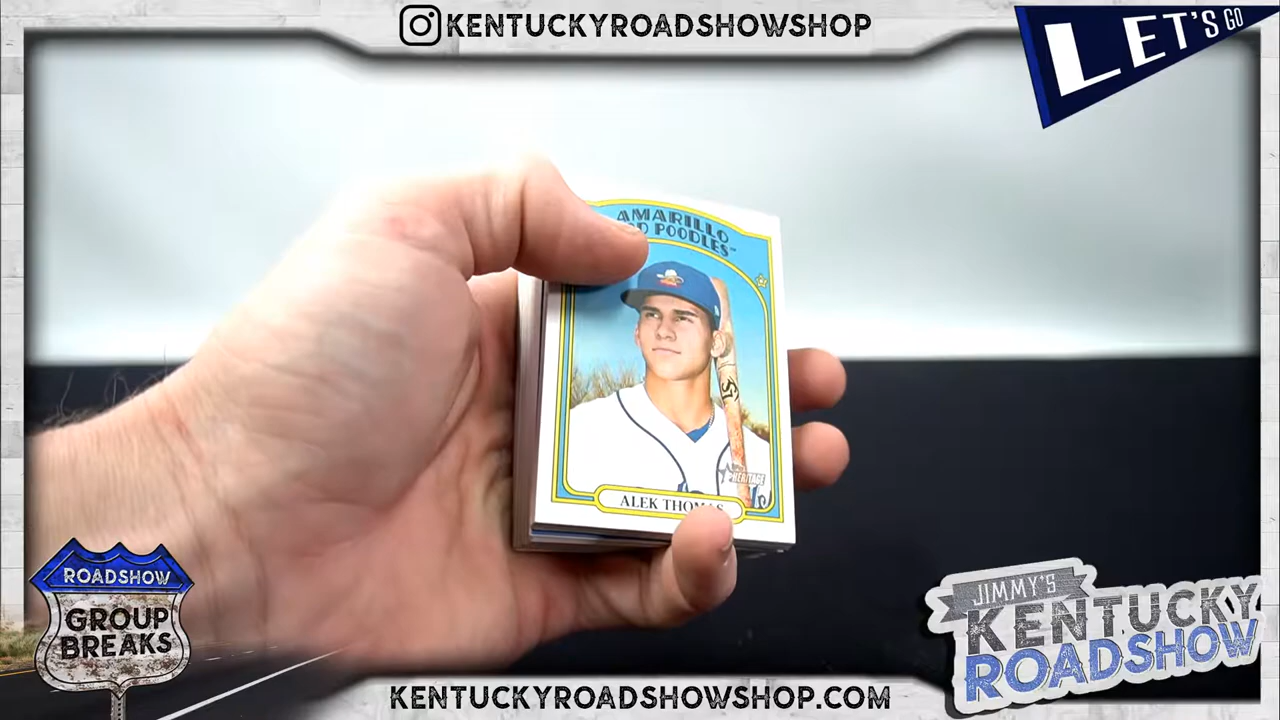 KENTUCKYROADSHOWSHOP
LET'S GO
AMARILLO
POODLES
HERITAGE
ALEK THOMAS
ROADSHOW
GROUP
BREAKS
JIMMY'S
KENTUCKY
ROADSHOW
KENTUCKYROADSHOWSHOP.COM